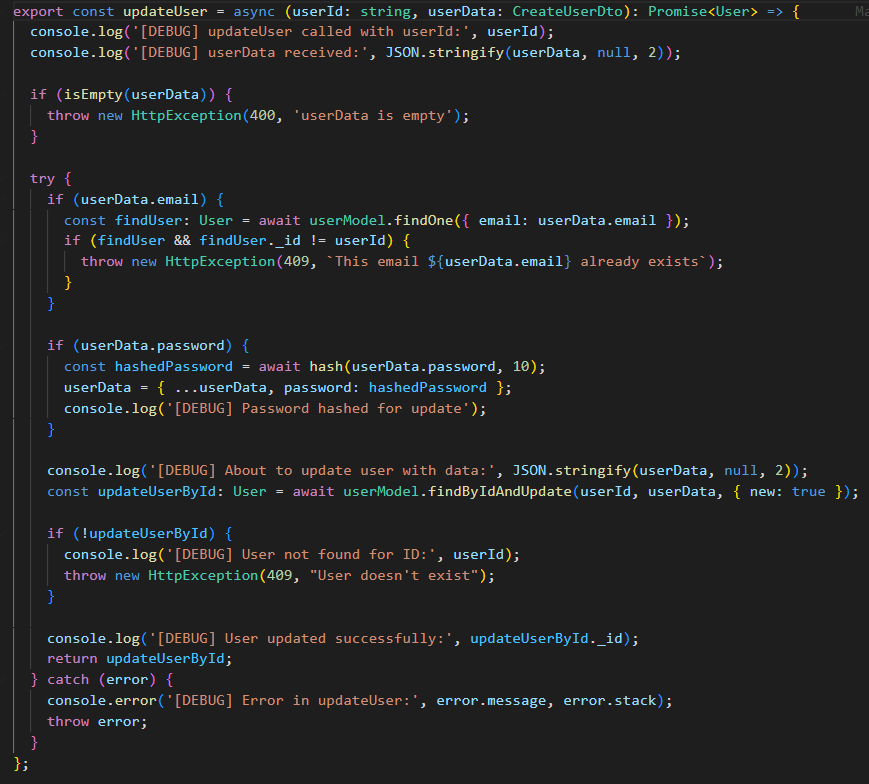 export const updateUser = async (userId: string, userData: CreateUserDto): Promise<User> => {
  console.log('[DEBUG] updateUser called with userId:', userId);
  console.log('[DEBUG] userData received:', JSON.stringify(userData, null, 2));

  if (isEmpty(userData)) {
    throw new HttpException(400, 'userData is empty');
  }

  try {
    if (userData.email) {
      const findUser: User = await userModel.findOne({ email: userData.email });
      if (findUser && findUser._id != userId) {
        throw new HttpException(409, `This email ${userData.email} already exists`);
      }
    }

    if (userData.password) {
      const hashedPassword = await hash(userData.password, 10);
      userData = { ...userData, password: hashedPassword };
      console.log('[DEBUG] Password hashed for update');
    }

    console.log('[DEBUG] About to update user with data:', JSON.stringify(userData, null, 2));
    const updateUserById: User = await userModel.findByIdAndUpdate(userId, userData, { new: true });

    if (!updateUserById) {
      console.log('[DEBUG] User not found for ID:', userId);
      throw new HttpException(409, "User doesn't exist");
    }

    console.log('[DEBUG] User updated successfully:', updateUserById._id);
    return updateUserById;
  } catch (error) {
    console.error('[DEBUG] Error in updateUser:', error.message, error.stack);
    throw error;
  }
};